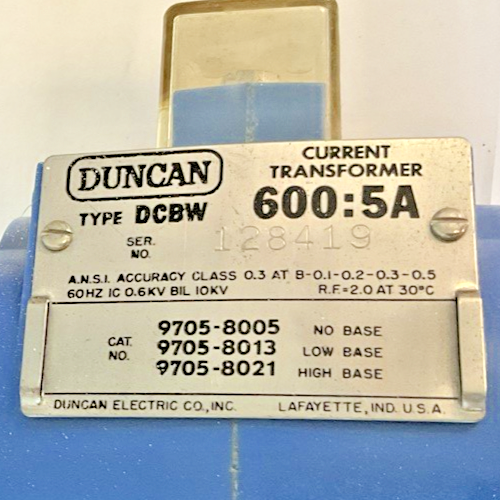 DUNCAN
CURRENT
TRANSFORMER
TYPE DCBW 600:5A
SER.
NO. 128419
A.N.S.I. ACCURACY CLASS 0.3 AT B-0.1-0.2-0.3-0.5
60HZ IC 0.6KV BIL 10KV R.F.=2.0 AT 30°C
CAT.
NO.
9705-8005 NO BASE
9705-8013 LOW BASE
9705-8021 HIGH BASE
DUNCAN ELECTRIC CO., INC. LAFAYETTE, IND. U.S.A.